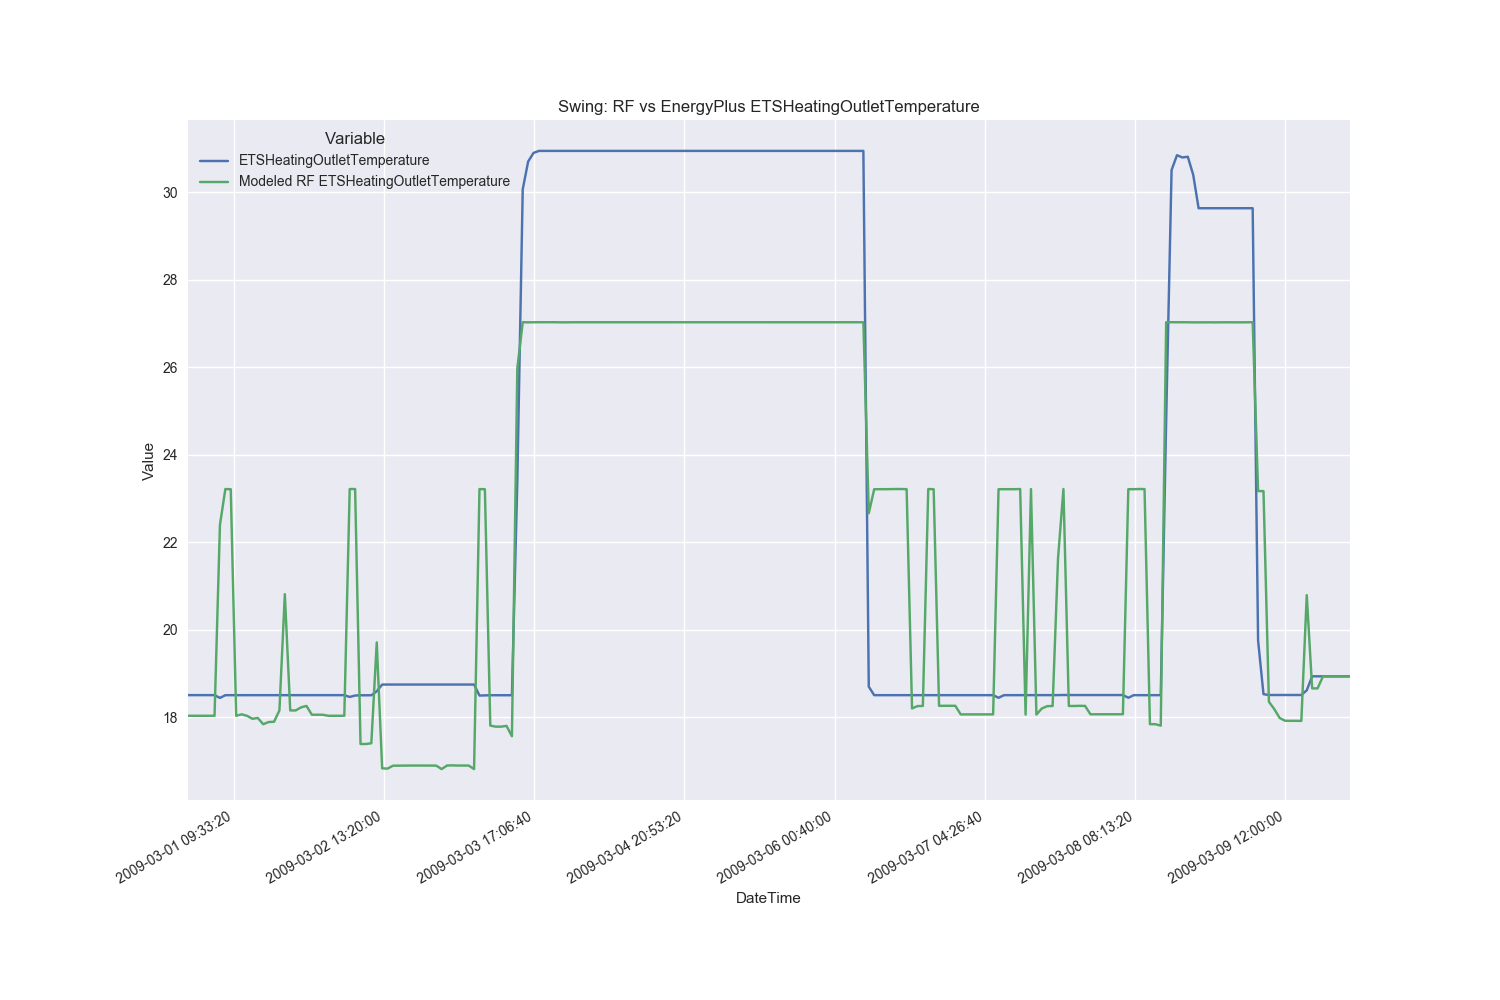 Swing: RF vs EnergyPlus ETSHeatingOutletTemperature
Variable
ETSHeatingOutletTemperature
Modeled RF ETSHeatingOutletTemperature
30
28
26
24
22
20
18
Value
2009-03-01 09:33:20
2009-03-02 13:20:00
2009-03-03 17:06:40
2009-03-04 20:53:20
2009-03-06 00:40:00
2009-03-07 04:26:40
2009-03-08 08:13:20
2009-03-09 12:00:00
DateTime